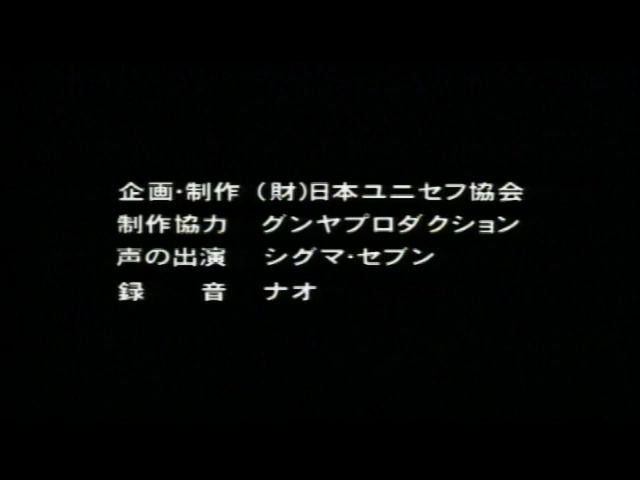 企画・制作 (財)日本ユニセフ協会
制作協力 グンヤプロダクション
声の出演 シグマ・セブン
録　　音 ナオ